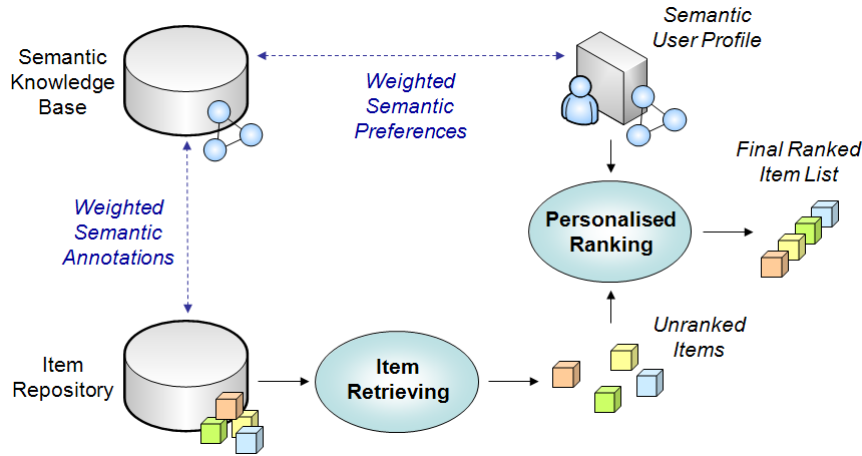 Semantic
Knowledge
Base
Weighted
Semantic
Preferences
Semantic
User Profile
Final Ranked
Item List
Weighted
Semantic
Annotations
Personalised
Ranking
Item
Repository
Item
Retrieving
Unranked
Items